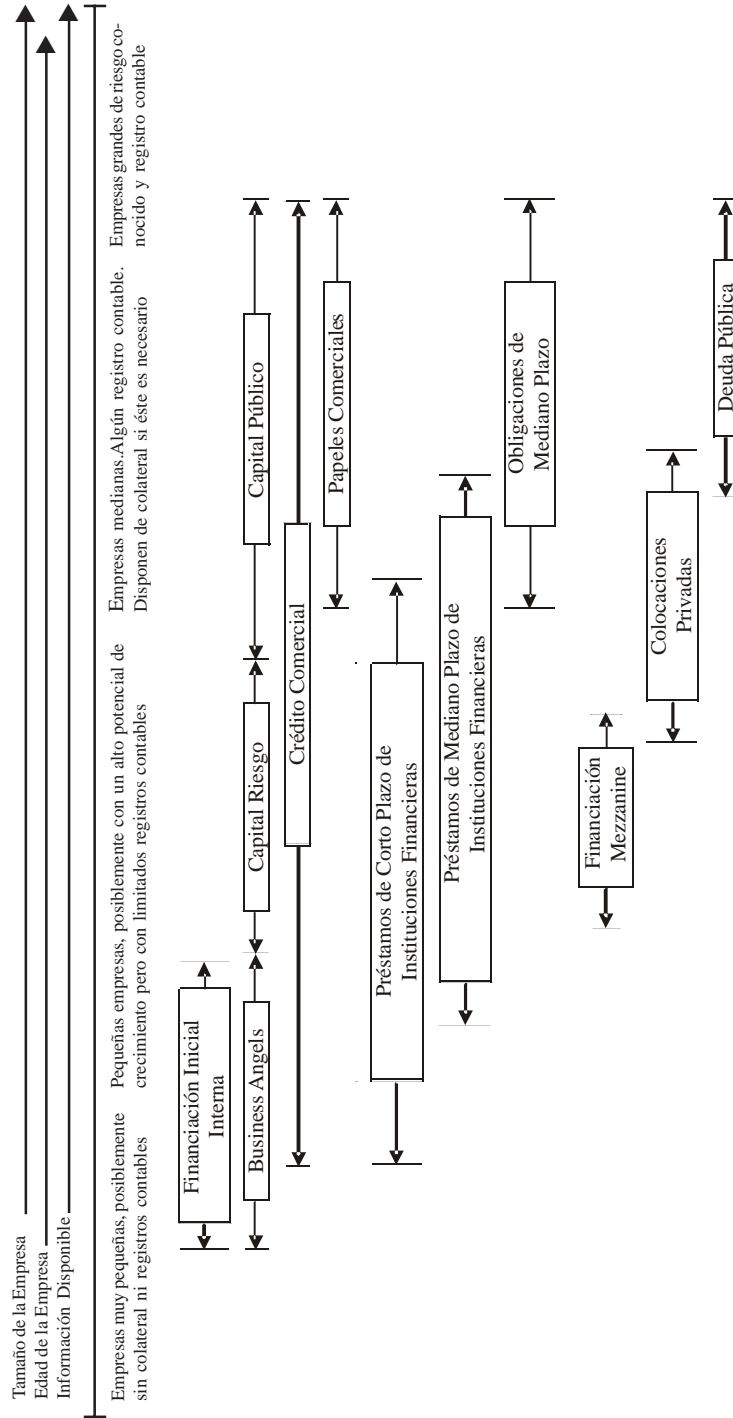 Tamaño de la Empresa
Edad de la Empresa
Información Disponible
Empresas muy pequeñas, posiblemente
sin colateral ni registros contables
Pequeñas empresas, posiblemente con un alto potencial de
crecimiento pero con limitados registros contables
Empresas medianas.Algún registro contable.
Disponen de colateral si éste es necesario
Empresas grandes de riesgo co-
nocido y registro contable
Financiación Inicial
Interna
Business Angels
Capital Riesgo
Capital Público
Crédito Comercial
Papeles Comerciales
Préstamos de Corto Plazo de
Instituciones Financieras
Préstamos de Mediano Plazo de
Instituciones Financieras
Obligaciones de
Mediano Plazo
Financiación
Mezzanine
Colocaciones
Privadas
Deuda Pública